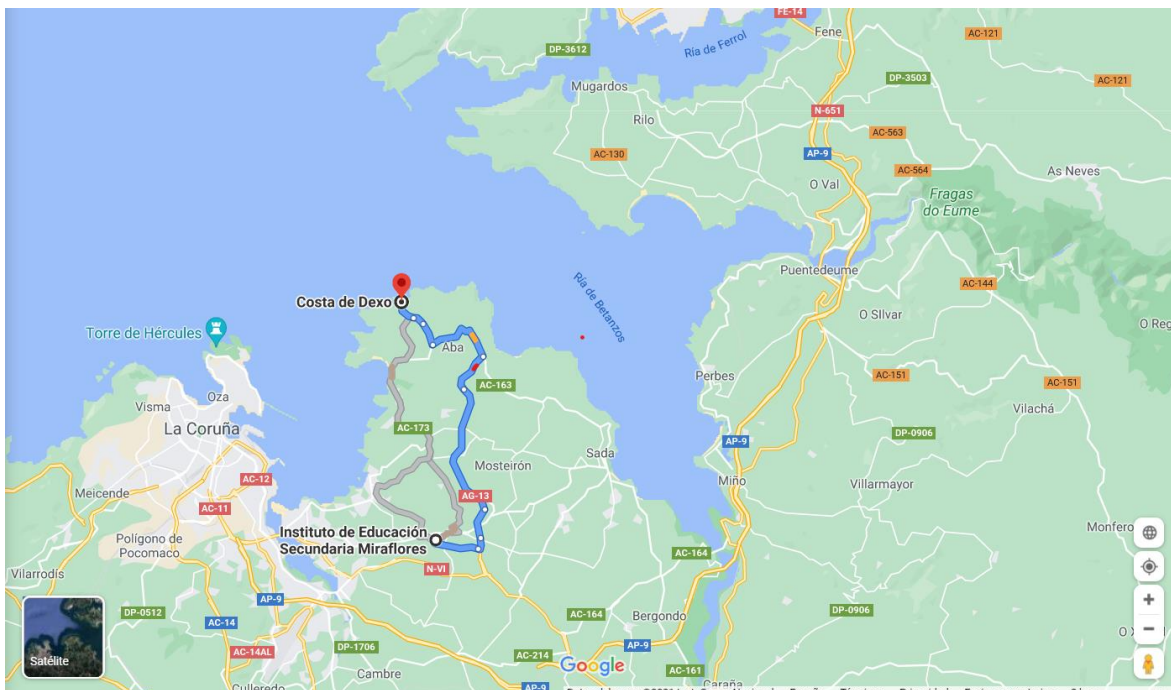 FE-14
Fene
AC-121
DP-3612
Ría de Ferrol
DP-3503
AC-121
Mugardos
N-651
Rilo
AC-563
AC-130
AP-9
AC-564
As Neves
O Val
Fragas
do Eume
Puentedeume
Ría de Betanzos
AC-144
Costa de Dexo
O SIlvar
O Reg
Torre de Hércules
Aba
Perbes
AC-151
AC-151
AC-163
Oza
Visma
Vilachá
La Coruña
AC-173
DP-0906
AP-9
Sada
Mosteirón
AC-12
Miño
Villarmayor
Meicende
AG-13
AC-11
Instituto de Educación
Secundaria Miraflores
Polígono de
Pocomaco
Monfero
AC-164
N-VI
Vilarrodís
AP-9
DP-0512
AC-164
Bergondo
DP-0906
AC-14
Satélite
DP-1706
AP-9
AC-14AL
AC-214
Google
Cambre
AC-161
Culleredo
AP-9
Caraña